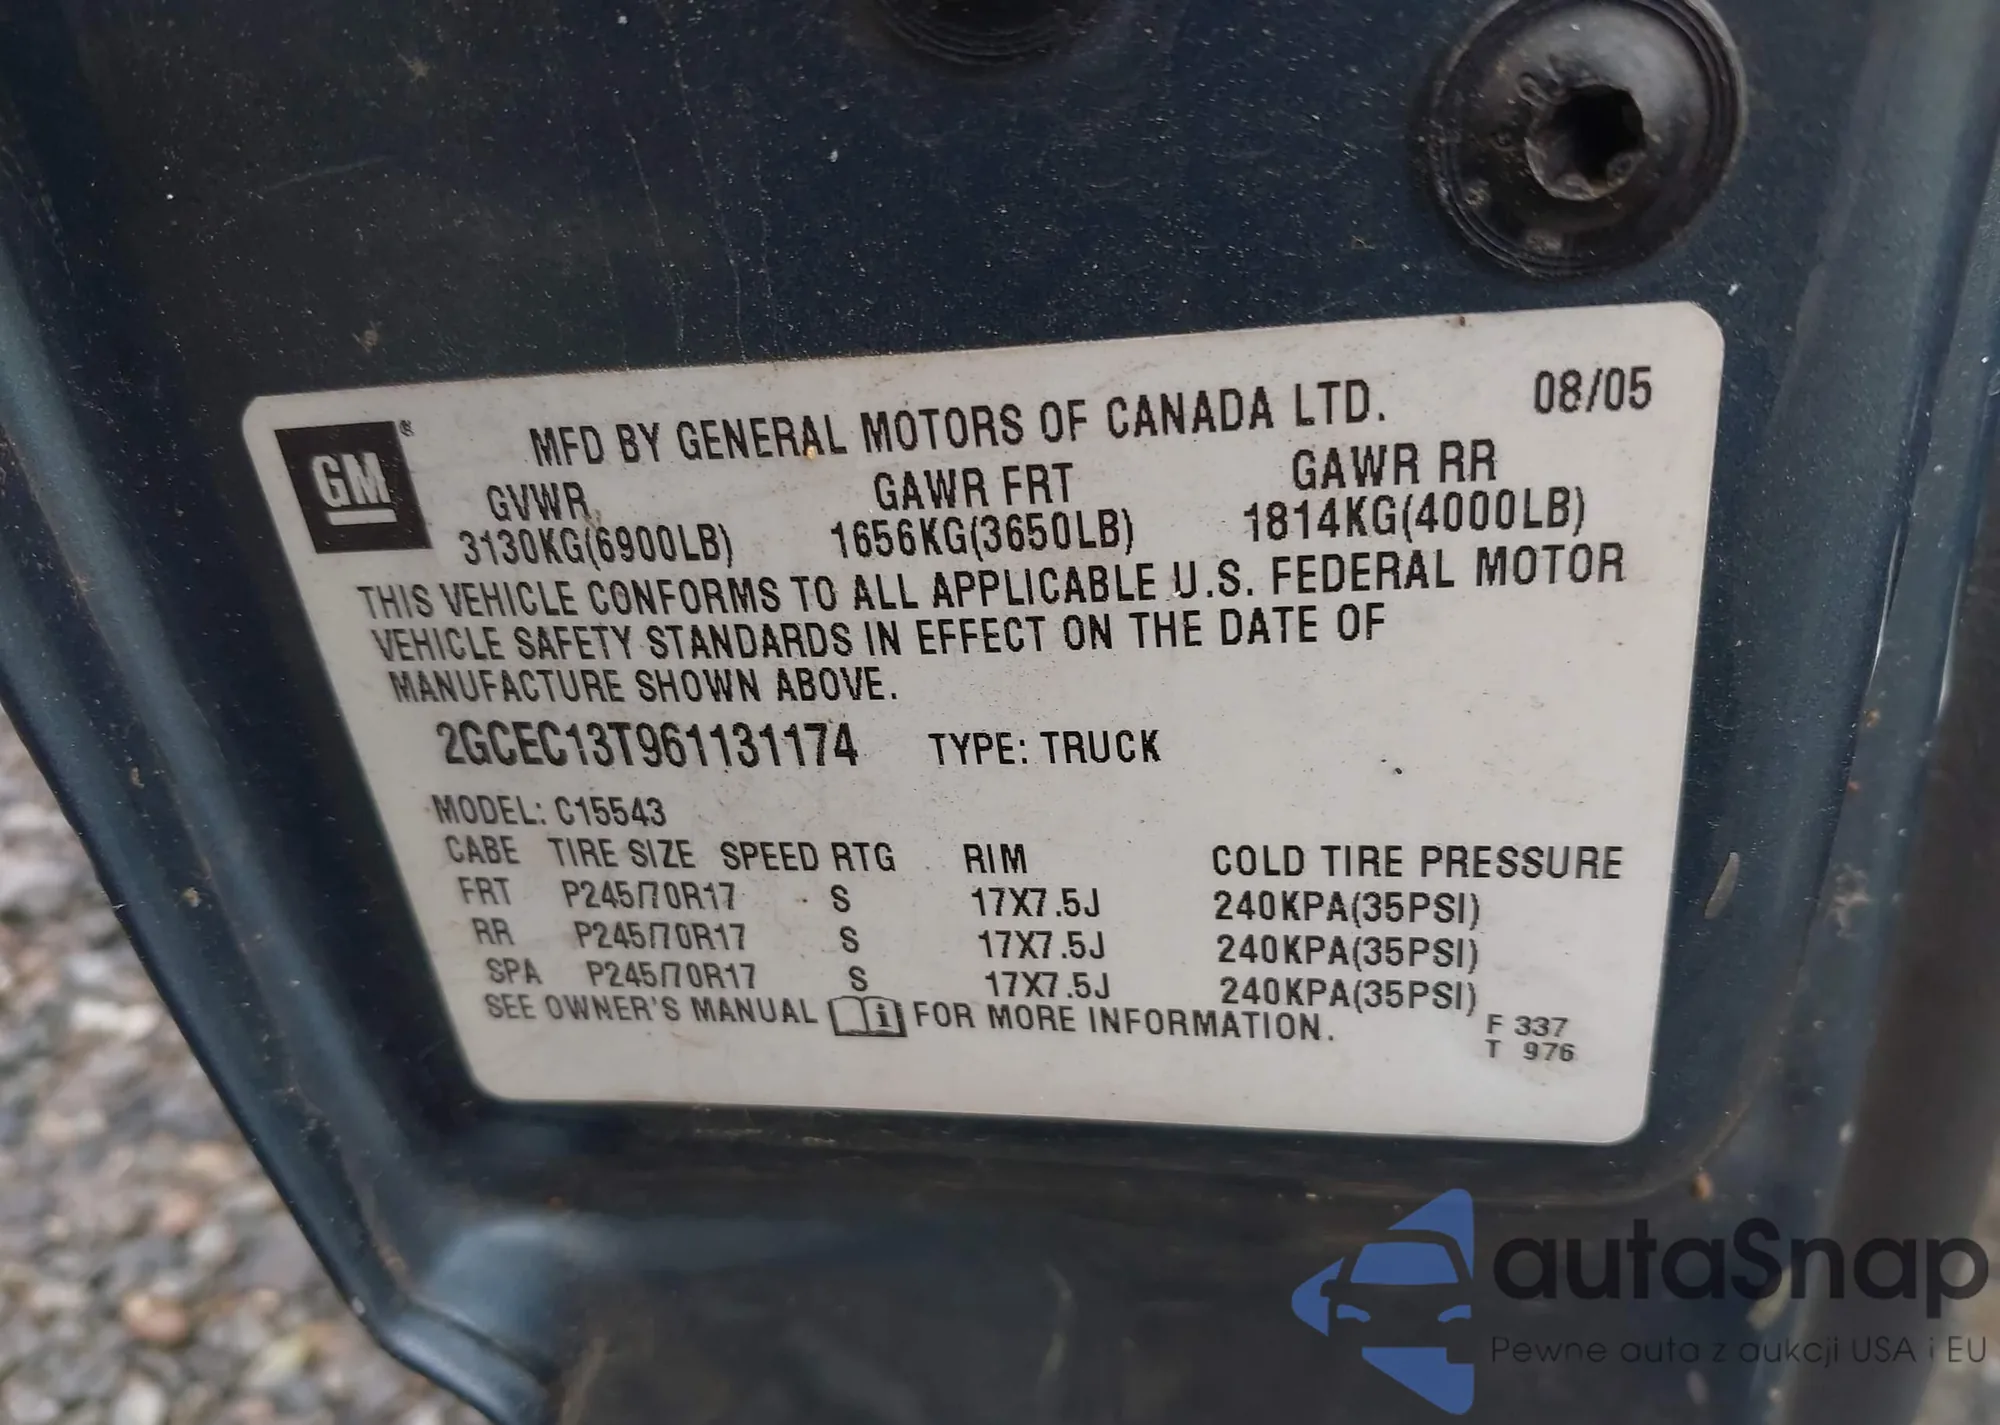 GM®
MFD BY GENERAL MOTORS OF CANADA LTD. 08/05
GVWR GAWR FRT GAWR RR
3130KG(6900LB) 1656KG(3650LB) 1814KG(4000LB)
THIS VEHICLE CONFORMS TO ALL APPLICABLE U.S. FEDERAL MOTOR
VEHICLE SAFETY STANDARDS IN EFFECT ON THE DATE OF
MANUFACTURE SHOWN ABOVE.
2GCEC13T961131174 TYPE: TRUCK
MODEL: C15543
CABE TIRE SIZE SPEED RTG RIM COLD TIRE PRESSURE
FRT P245/70R17 S 17X7.5J 240KPA(35PSI)
RR P245/70R17 S 17X7.5J 240KPA(35PSI)
SPA P245/70R17 S 17X7.5J 240KPA(35PSI)
SEE OWNER'S MANUAL i FOR MORE INFORMATION.
F 337
T 976
autaSnap
Pewne auta z aukcji USA i EU